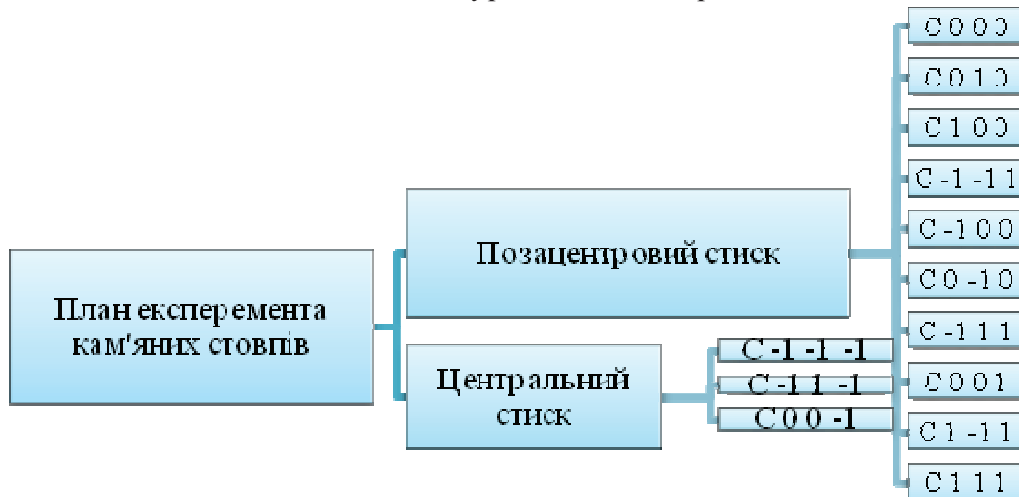 С 0 0 0
С 0 1 0
С 1 0 0
С -1 -1 1
С -1 0 0
Позацентровий стиск
С 0 -1 0
План експеремента
кам'яних стовпів
С -1 1 1
С -1 -1 -1
Центральний
стиск
С -1 1 -1
С 0 0 1
С 0 0 -1
С 1 -1 1
С 1 1 1